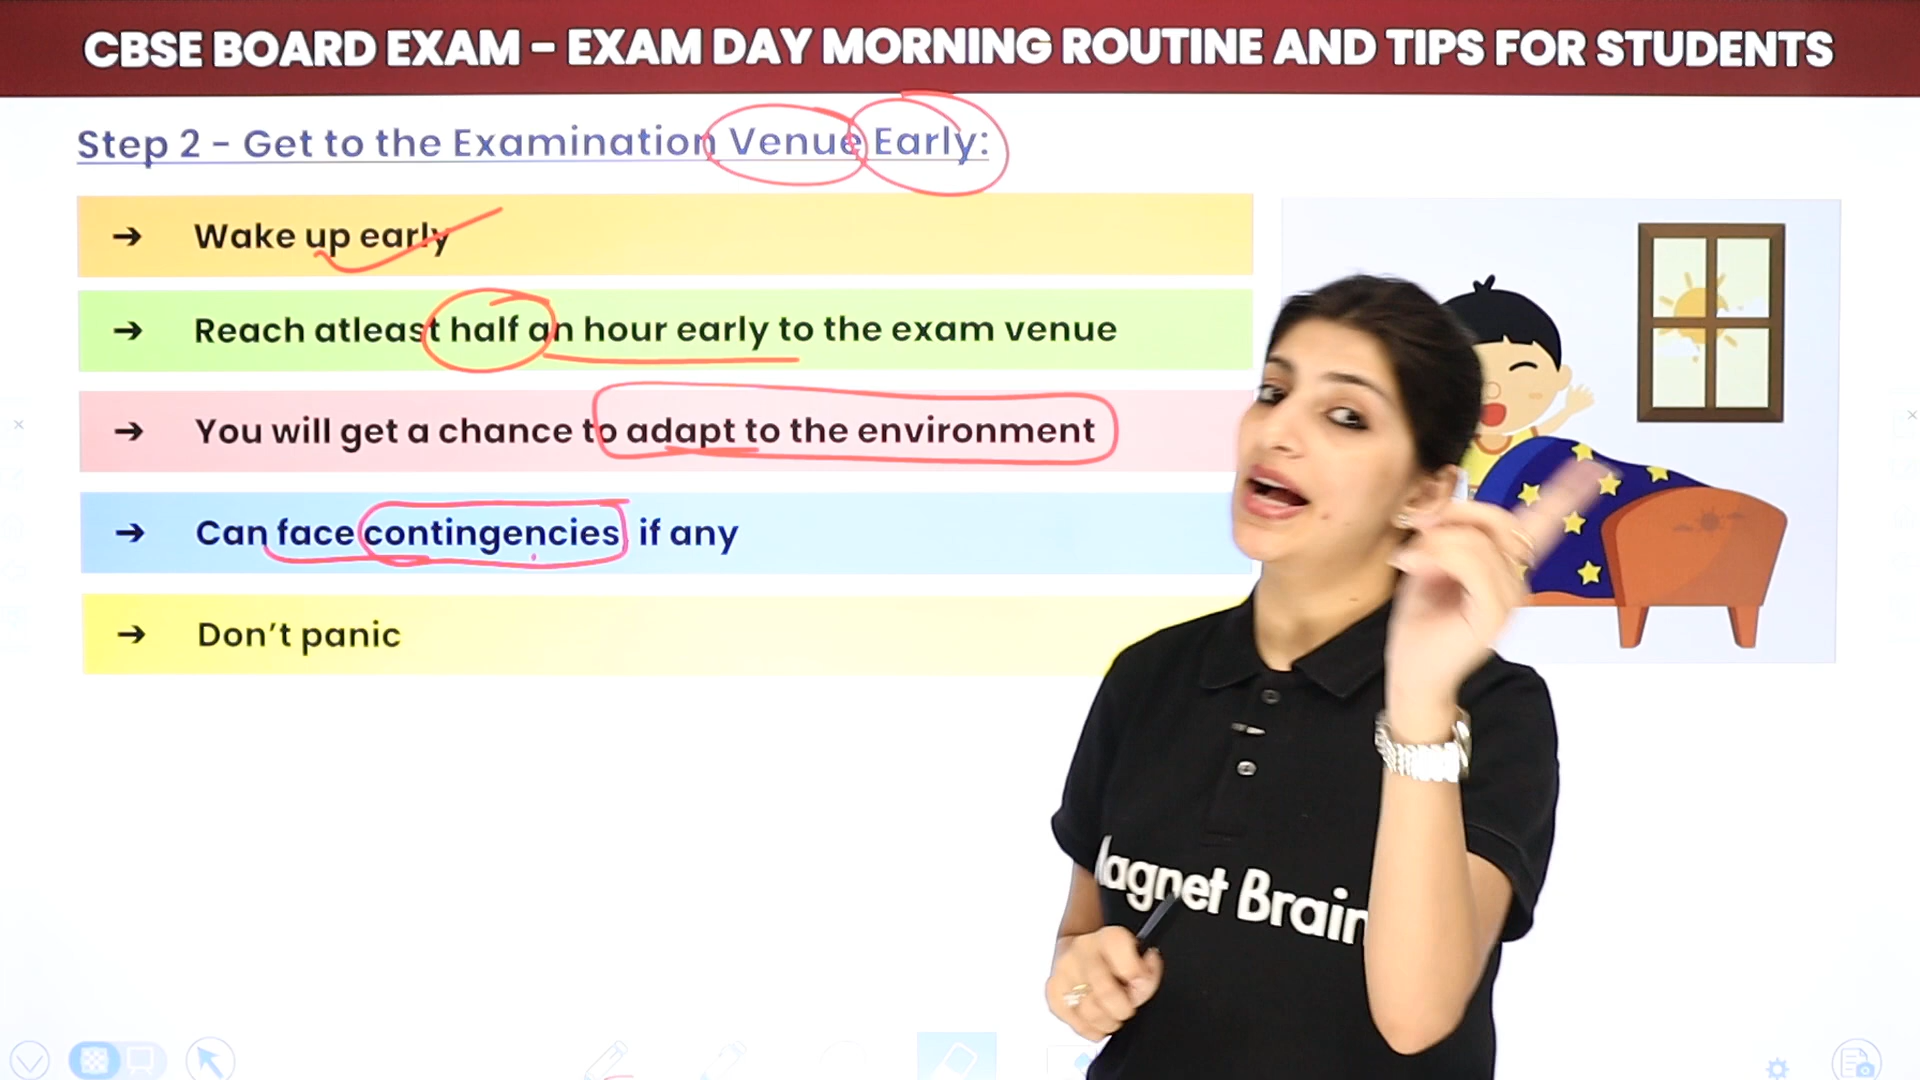 CBSE BOARD EXAM – EXAM DAY MORNING ROUTINE AND TIPS FOR STUDENTS
Step 2 - Get to the Examination Venue Early:
➔ Wake up early
➔ Reach atleast half an hour early to the exam venue
➔ You will get a chance to adapt to the environment
➔ Can face contingencies if any
➔ Don't panic
agnet Brain